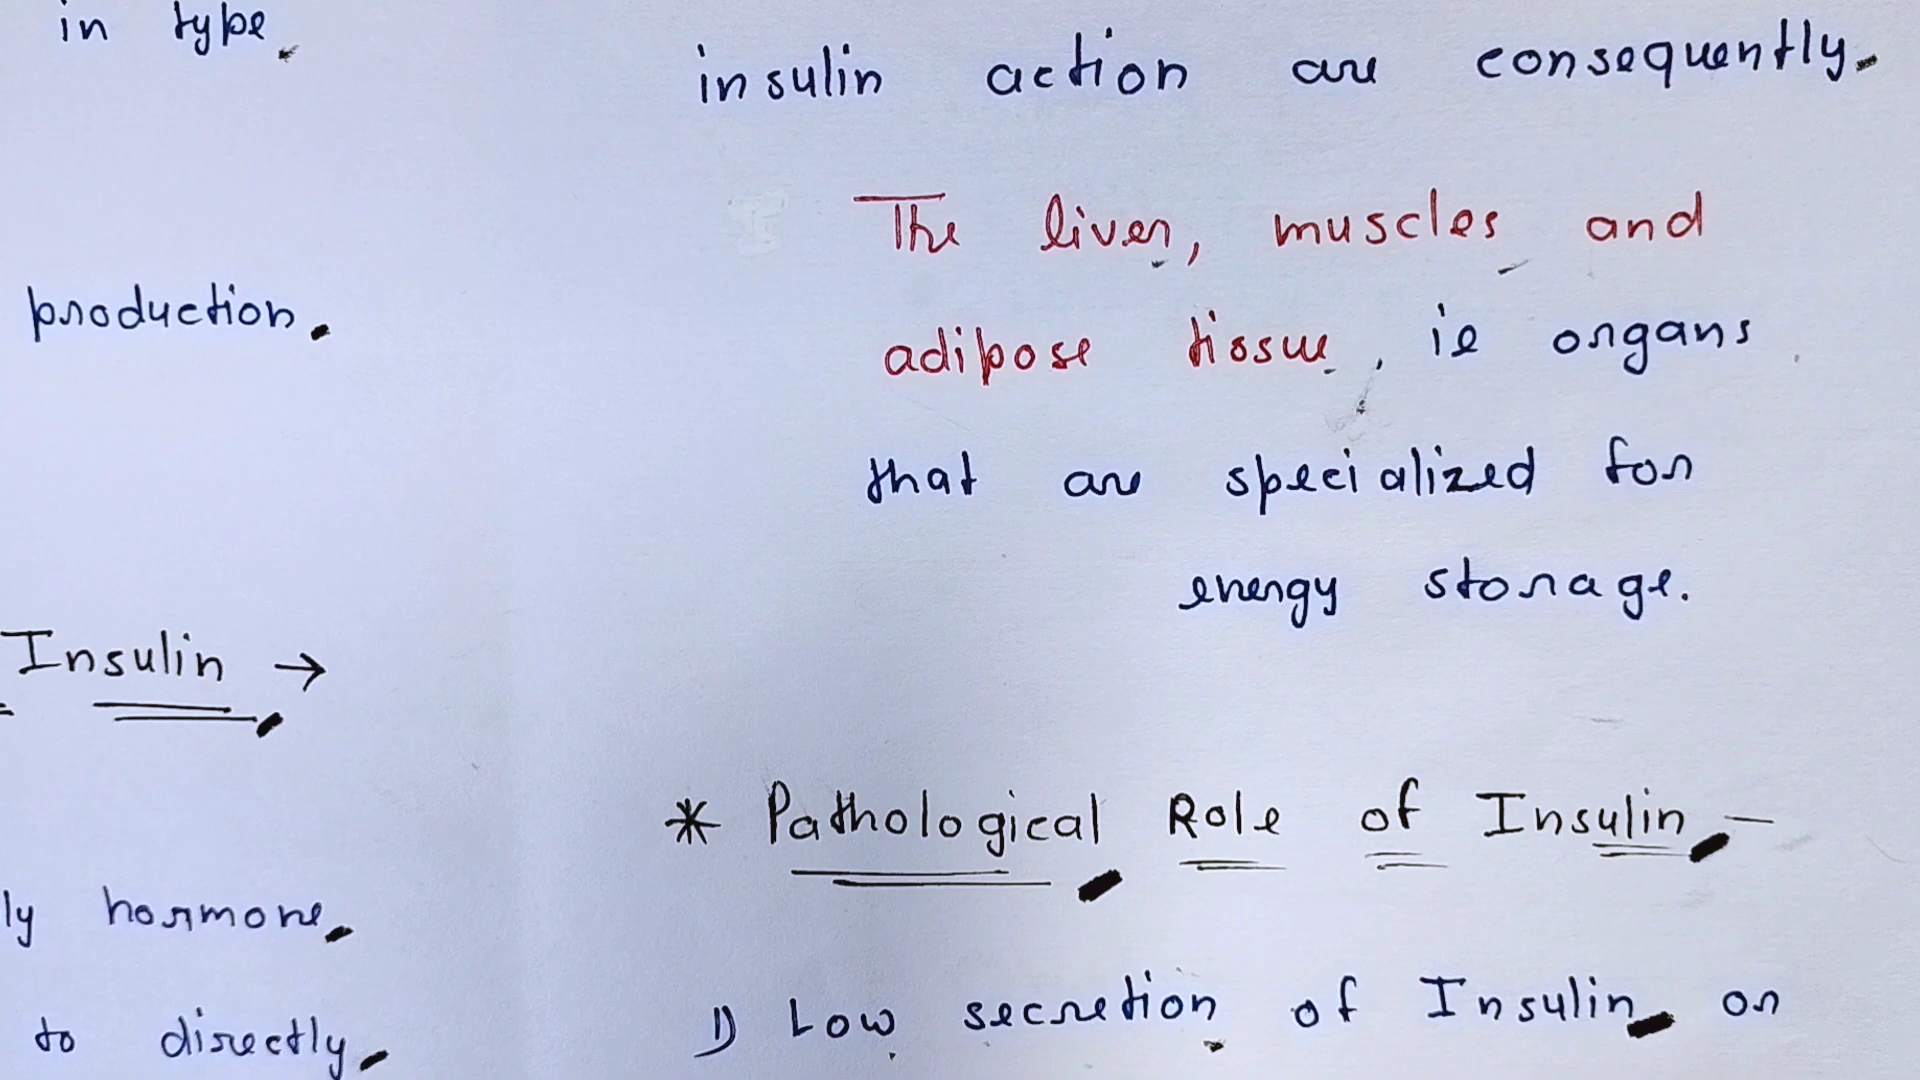 in type
production.
Insulin →
ly hormone
to directly
insulin action are consequently
The liver, muscles and
adipose tissue, ie organs
that are specialized for
energy storage.
* Pathological Role of Insulin –
1) Low secretion of Insulin or